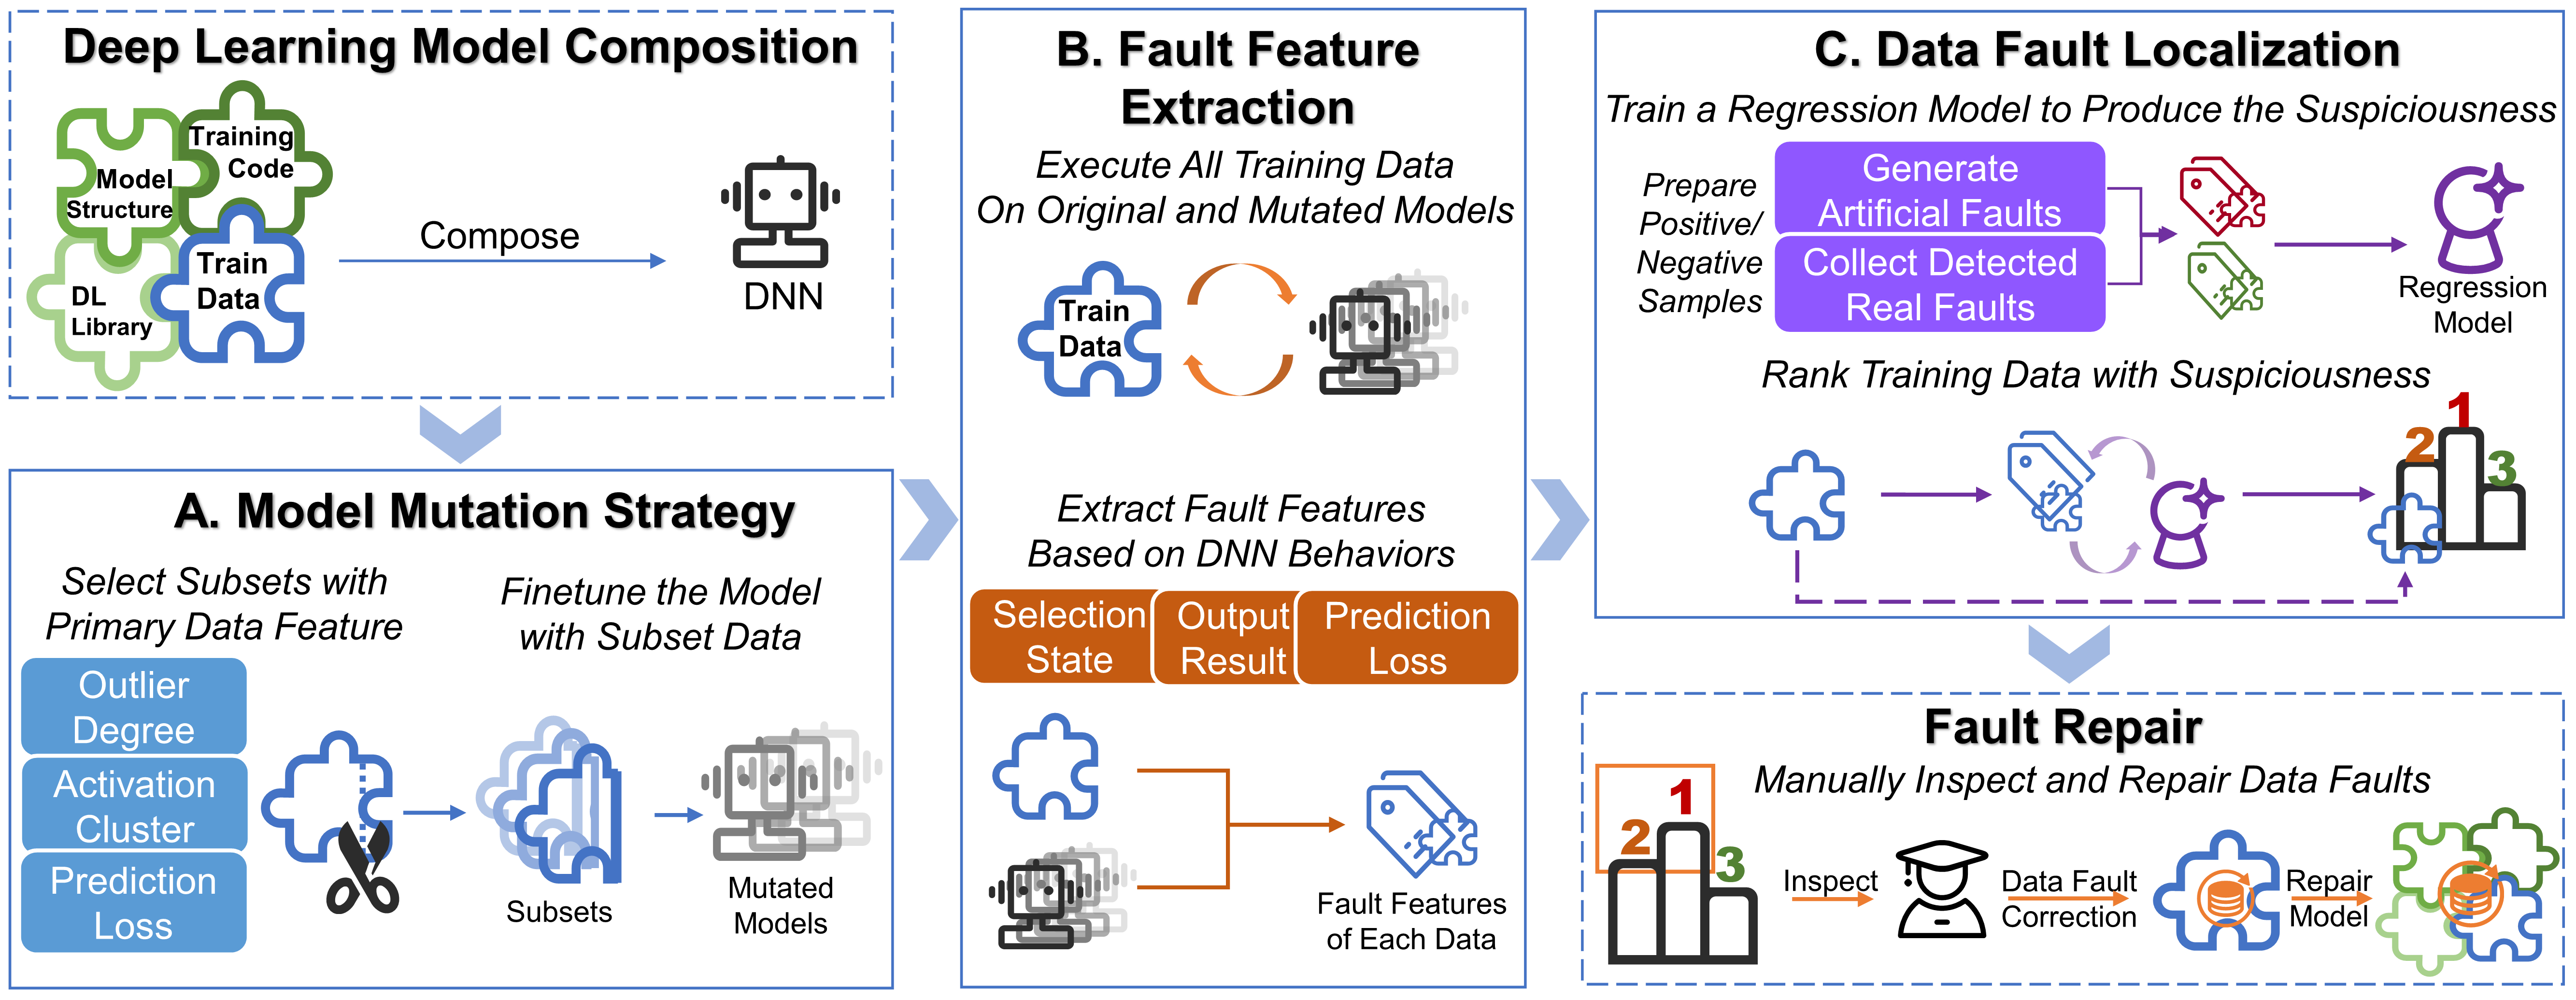 Deep Learning Model Composition
Training
Code
Model
Structure
Train
Data
DL
Library
Compose
DNN
A. Model Mutation Strategy
Select Subsets with
Primary Data Feature
Finetune the Model
with Subset Data
Outlier
Degree
Activation
Cluster
Prediction
Loss
Subsets
Mutated
Models
B. Fault Feature
Extraction
Execute All Training Data
On Original and Mutated Models
Train
Data
Extract Fault Features
Based on DNN Behaviors
Selection
State
Output
Result
Prediction
Loss
Fault Features
of Each Data
C. Data Fault Localization
Train a Regression Model to Produce the Suspiciousness
Prepare
Positive/
Negative
Samples
Generate
Artificial Faults
Collect Detected
Real Faults
Regression
Model
Rank Training Data with Suspiciousness
1
2
3
Fault Repair
Manually Inspect and Repair Data Faults
1
2
3
Inspect
Data Fault
Correction
Repair
Model